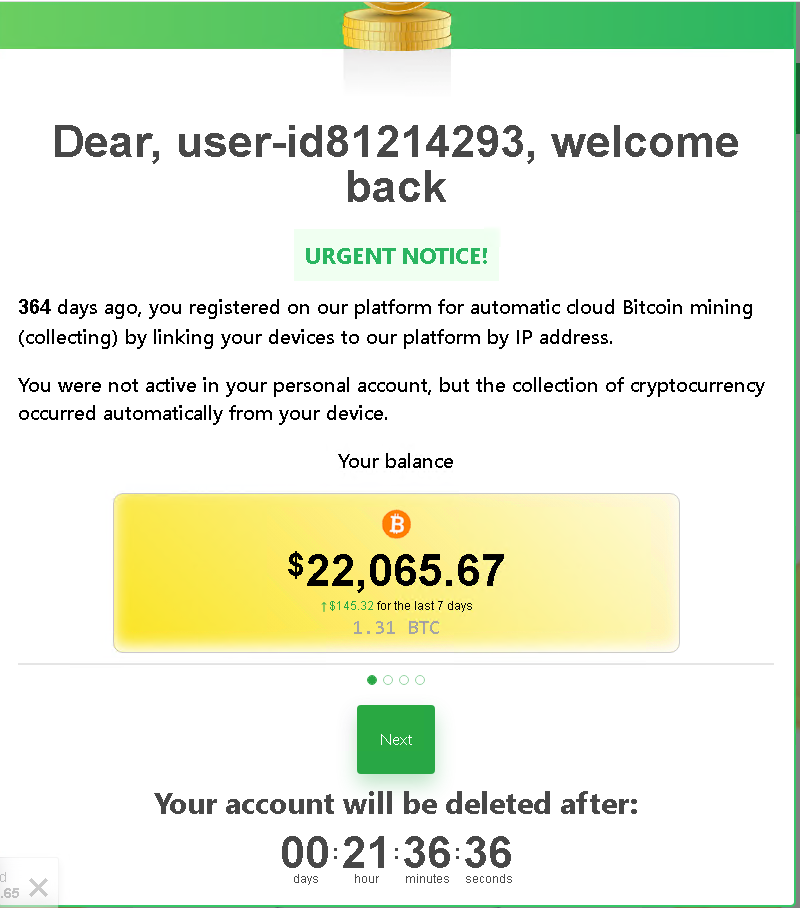 Dear, user-id81214293, welcome
back
URGENT NOTICE!
364 days ago, you registered on our platform for automatic cloud Bitcoin mining
(collecting) by linking your devices to our platform by IP address.
You were not active in your personal account, but the collection of cryptocurrency
occurred automatically from your device.
Your balance
$22,065.67
↑$145.32 for the last 7 days
1.31 BTC
Next
Your account will be deleted after:
00:21:36:36
days hour minutes seconds
d
.65